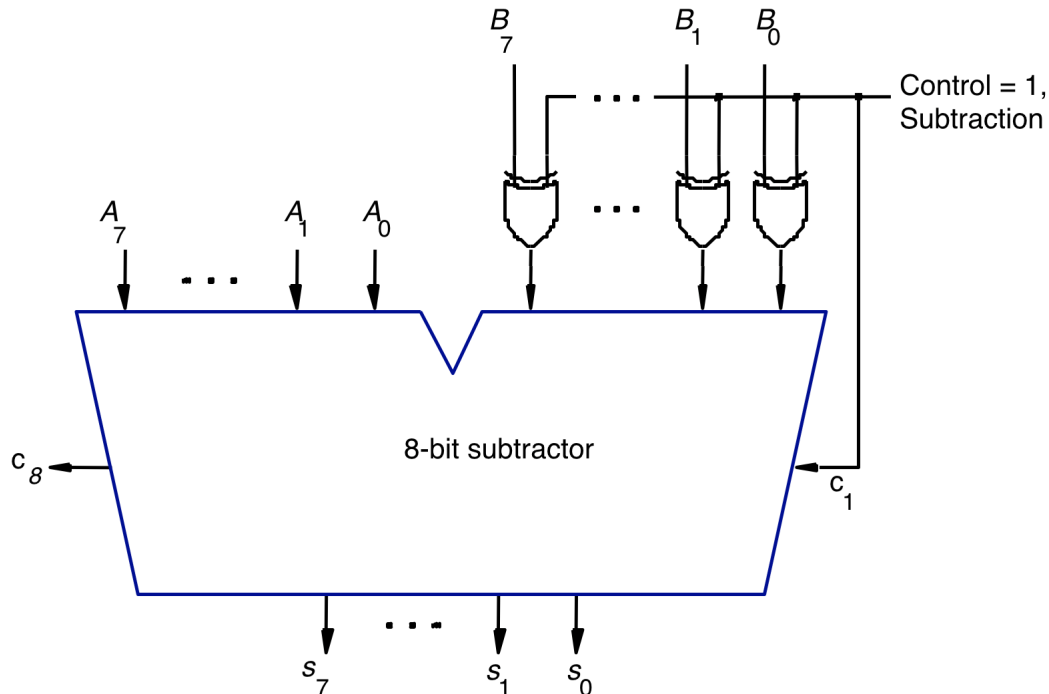 B7 B1 B0
Control = 1,
Subtraction
A7 A1 A0
8-bit subtractor
c8
c1
s7 s1 s0